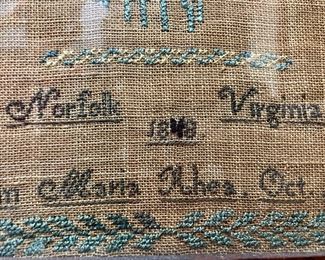 Norfolk Virginia
1848
n Maria Rhea. Oct.